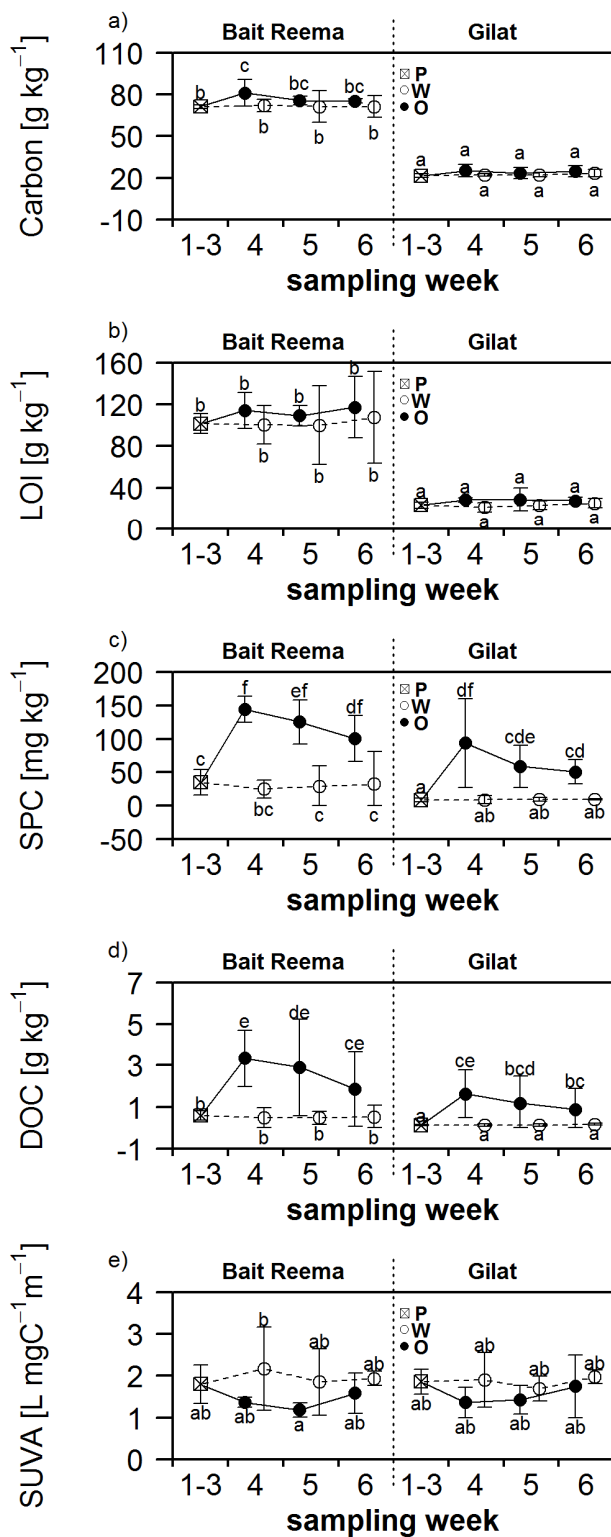 a)
Bait Reema Gilat
Carbon [g kg⁻¹]
110
80
50
20
-10
b c bc bc
b b b
P
W
O
a a a a
a a a
1-3 4 5 6 1-3 4 5 6
sampling week
b)
Bait Reema Gilat
LOI [g kg⁻¹]
160
120
80
40
0
b b b b
b b b
P
W
O
a a a a
a a a
1-3 4 5 6 1-3 4 5 6
sampling week
c)
Bait Reema Gilat
SPC [mg kg⁻¹]
200
150
100
50
0
-50
c f ef df
bc c c
P
W
O
a df cde cd
ab ab ab
1-3 4 5 6 1-3 4 5 6
sampling week
d)
Bait Reema Gilat
DOC [g kg⁻¹]
7
5
3
1
-1
b e de ce
b b b
P
W
O
a ce bcd bc
a a a
1-3 4 5 6 1-3 4 5 6
sampling week
e)
Bait Reema Gilat
SUVA [L mgC⁻¹m⁻¹]
4
3
2
1
0
b ab ab
ab ab a ab
P
W
O
ab ab ab
ab ab ab ab
1-3 4 5 6 1-3 4 5 6
sampling week